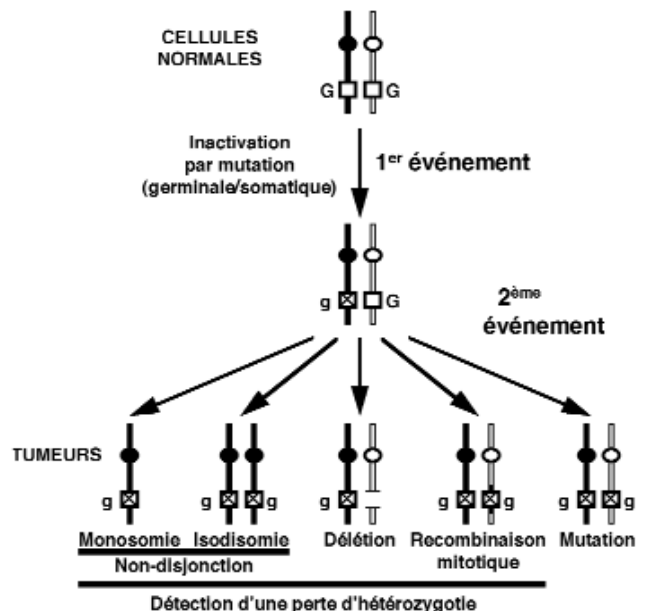 CELLULES
NORMALES
G G
Inactivation
par mutation
(germinale/somatique)
1er événement
g G
2ème
événement
TUMEURS
g g g g g g g g
Monosomie Isodisomie Délétion Recombinaison
mitotique
Mutation
Non-disjonction
Détection d'une perte d'hétérozygotie